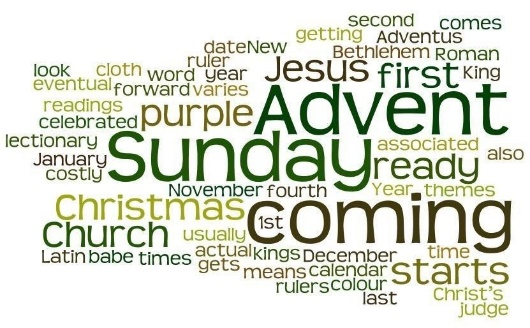 second comes
getting Adventus
date New Bethlehem Roman
ruler
look cloth word year Jesus first King
eventual forward varies
readings purple Advent
celebrated
lectionary Sunday associated
January ready also
costly
November fourth Year themes
Christmas 1st coming
Church usually
Latin babe times actual kings December time
gets means calendar starts
rulers colour
last Christ's
judge